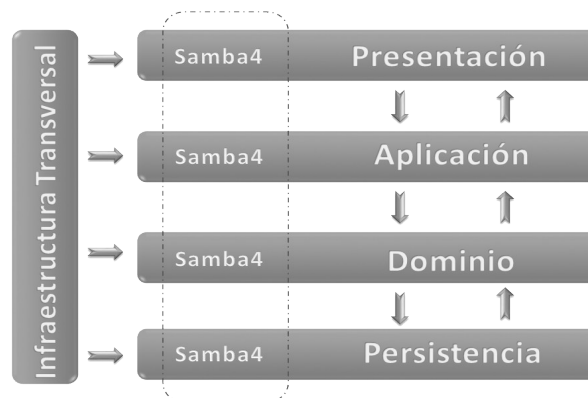 Infraestructura Transversal
Samba4 Presentación
Samba4 Aplicación
Samba4 Dominio
Samba4 Persistencia